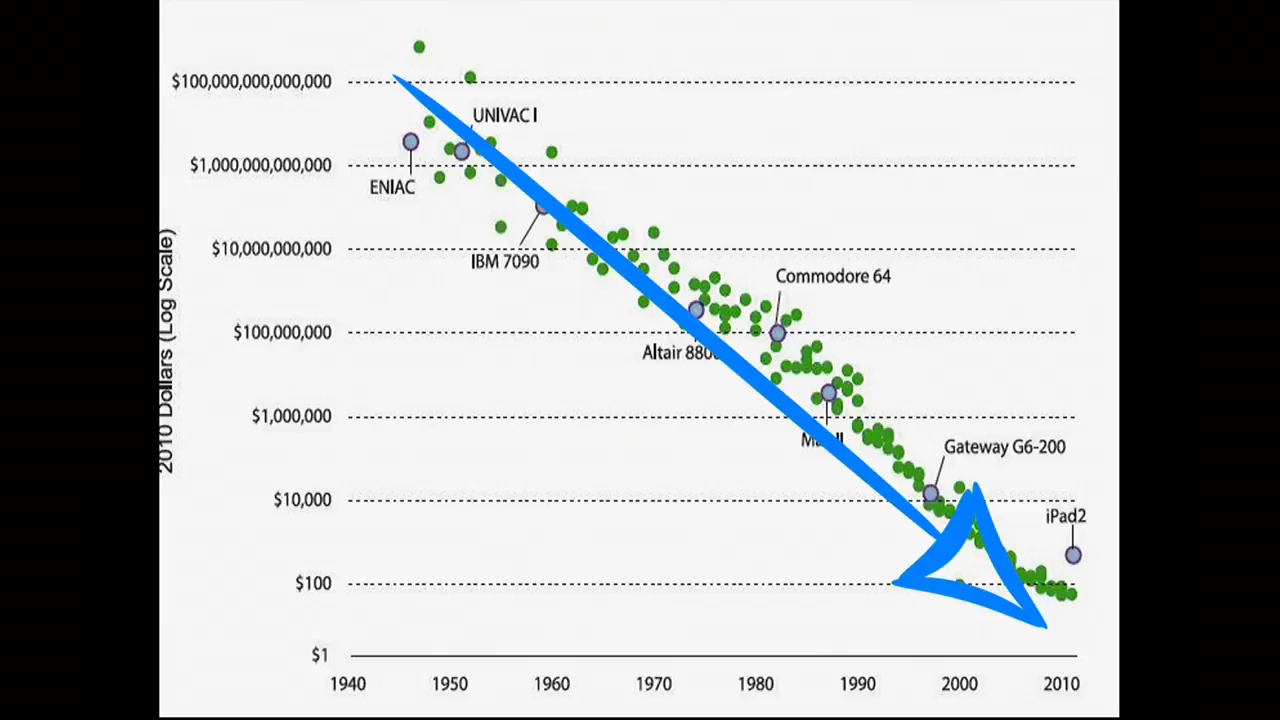 $100,000,000,000,000
UNIVAC I
$1,000,000,000,000
ENIAC
$10,000,000,000
IBM 7090
Commodore 64
$100,000,000
Altair 8800
$1,000,000
Gateway G6-200
$10,000
iPad2
$100
$1
1940 1950 1960 1970 1980 1990 2000 2010
2010 Dollars (Log Scale)